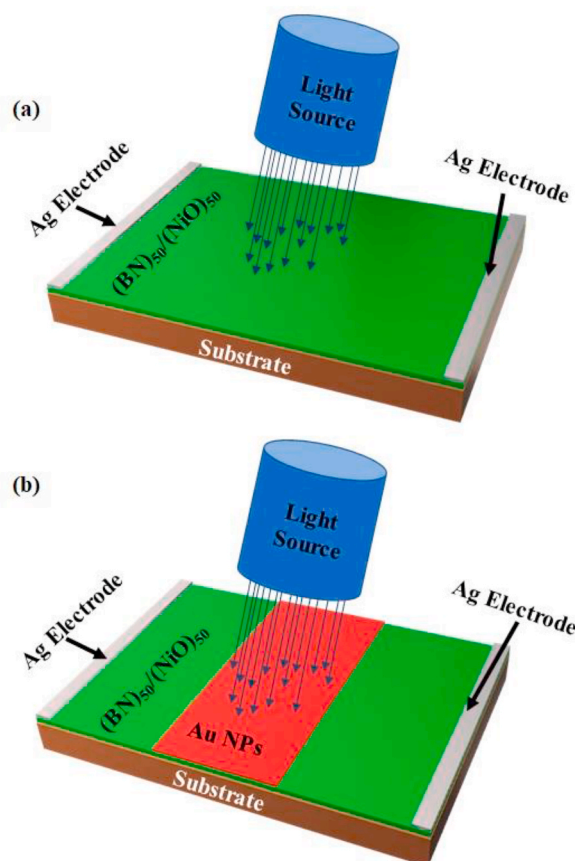 (a)
Light
Source
Ag Electrode
Ag Electrode
(BN)₅₀/(NiO)₅₀
Substrate
(b)
Light
Source
Ag Electrode
Ag Electrode
(BN)₅₀/(NiO)₅₀
Au NPs
Substrate